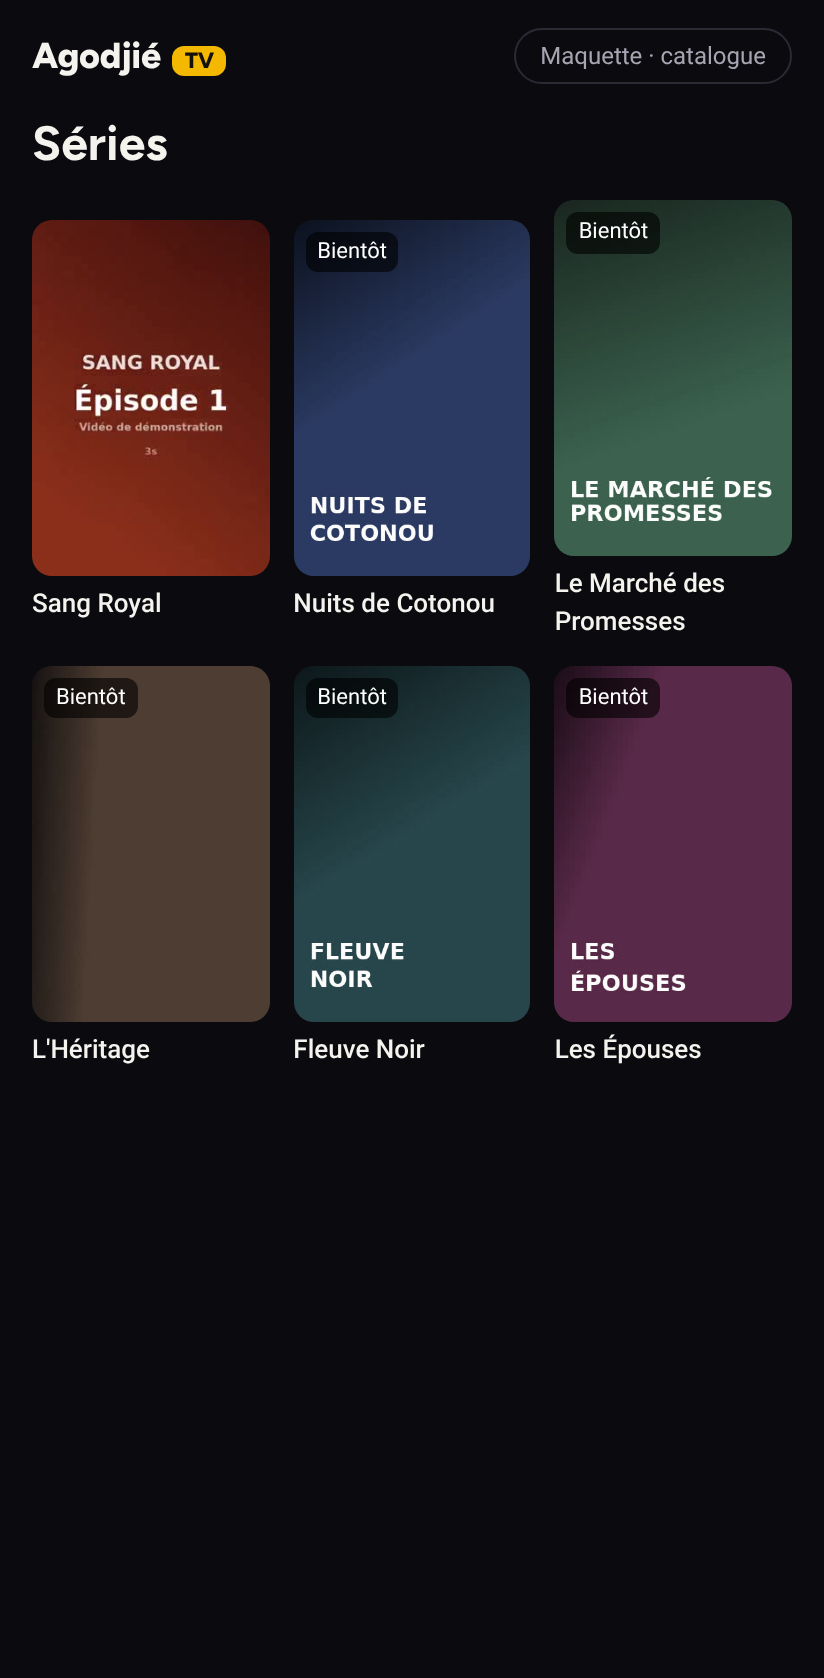 Agodjié TV
Maquette · catalogue
Séries
SANG ROYAL
Épisode 1
Vidéo de démonstration
3s
Sang Royal
Bientôt
NUITS DE
COTONOU
Nuits de Cotonou
Bientôt
LE MARCHÉ DES
PROMESSES
Le Marché des
Promesses
Bientôt
L'Héritage
Bientôt
FLEUVE
NOIR
Fleuve Noir
Bientôt
LES
ÉPOUSES
Les Épouses